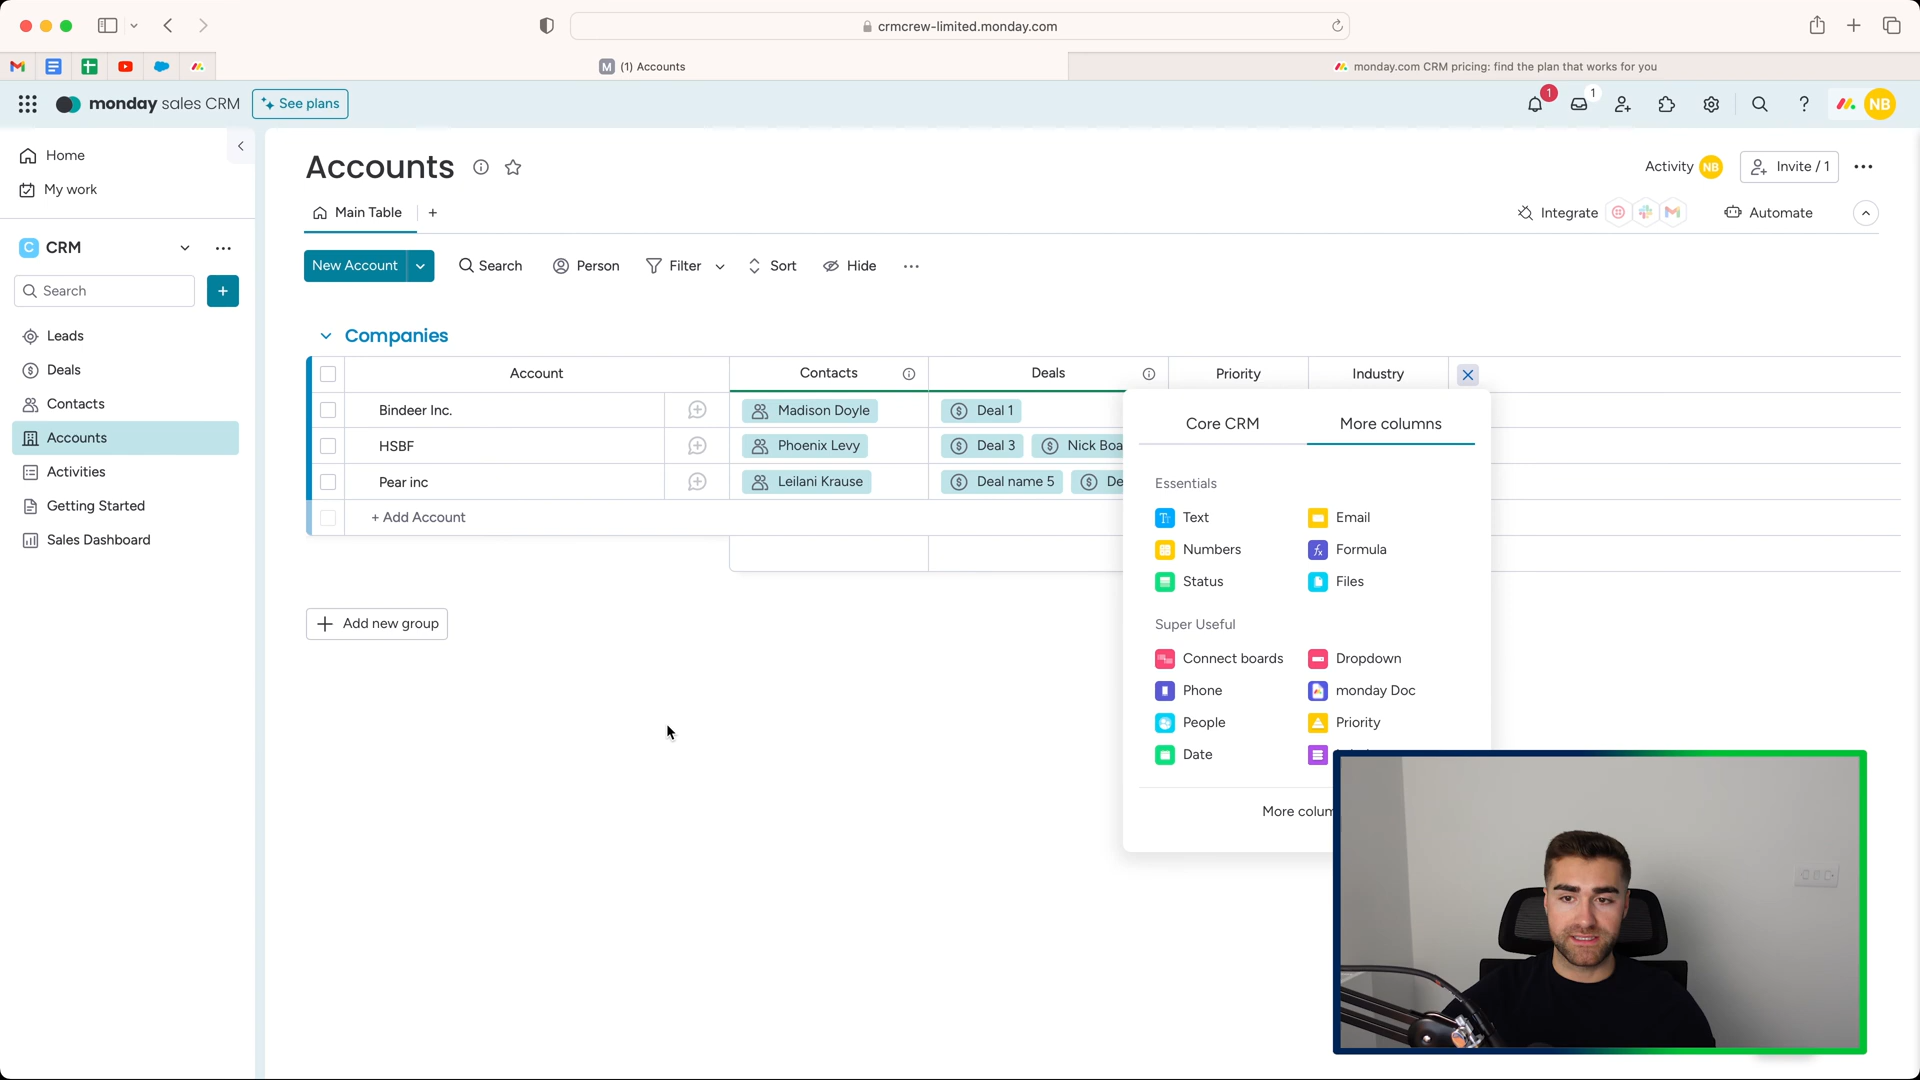 crmcrew-limited.monday.com
M (1) Accounts
monday.com CRM pricing: find the plan that works for you
monday sales CRM
See plans
1
1
NB
Home
My work
C CRM
Search
Leads
Deals
Contacts
Accounts
Activities
Getting Started
Sales Dashboard
Accounts
Activity NB
Invite / 1
Main Table
Integrate
Automate
New Account
Search
Person
Filter
Sort
Hide
Companies
Account Contacts Deals Priority Industry
Bindeer Inc. Madison Doyle Deal 1
HSBF Phoenix Levy Deal 3 Nick Boa
Pear inc Leilani Krause Deal name 5 De
+ Add Account
Add new group
Core CRM More columns
Essentials
Text Email
Numbers Formula
Status Files
Super Useful
Connect boards Dropdown
Phone monday Doc
People Priority
Date
More colum